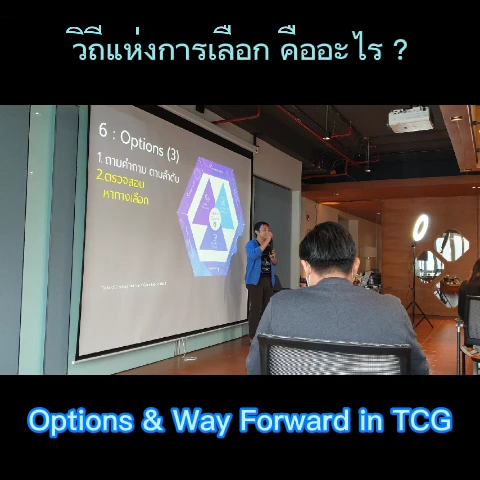 วิถีแห่งการเลือก คืออะไร ?
6 : Options (3)
1. ถามคำถาม ตามลำดับ
2.ตรวจสอบ
หาทางเลือก
Options & Way Forward in TCG